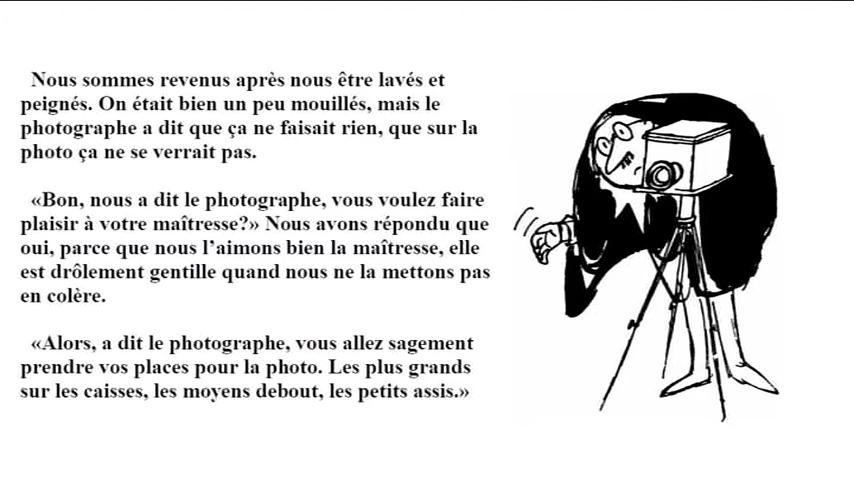 Nous sommes revenus après nous être lavés et
peignés. On était bien un peu mouillés, mais le
photographe a dit que ça ne faisait rien, que sur la
photo ça ne se verrait pas.
«Bon, nous a dit le photographe, vous voulez faire
plaisir à votre maîtresse?» Nous avons répondu que
oui, parce que nous l'aimons bien la maîtresse, elle
est drôlement gentille quand nous ne la mettons pas
en colère.
«Alors, a dit le photographe, vous allez sagement
prendre vos places pour la photo. Les plus grands
sur les caisses, les moyens debout, les petits assis.»